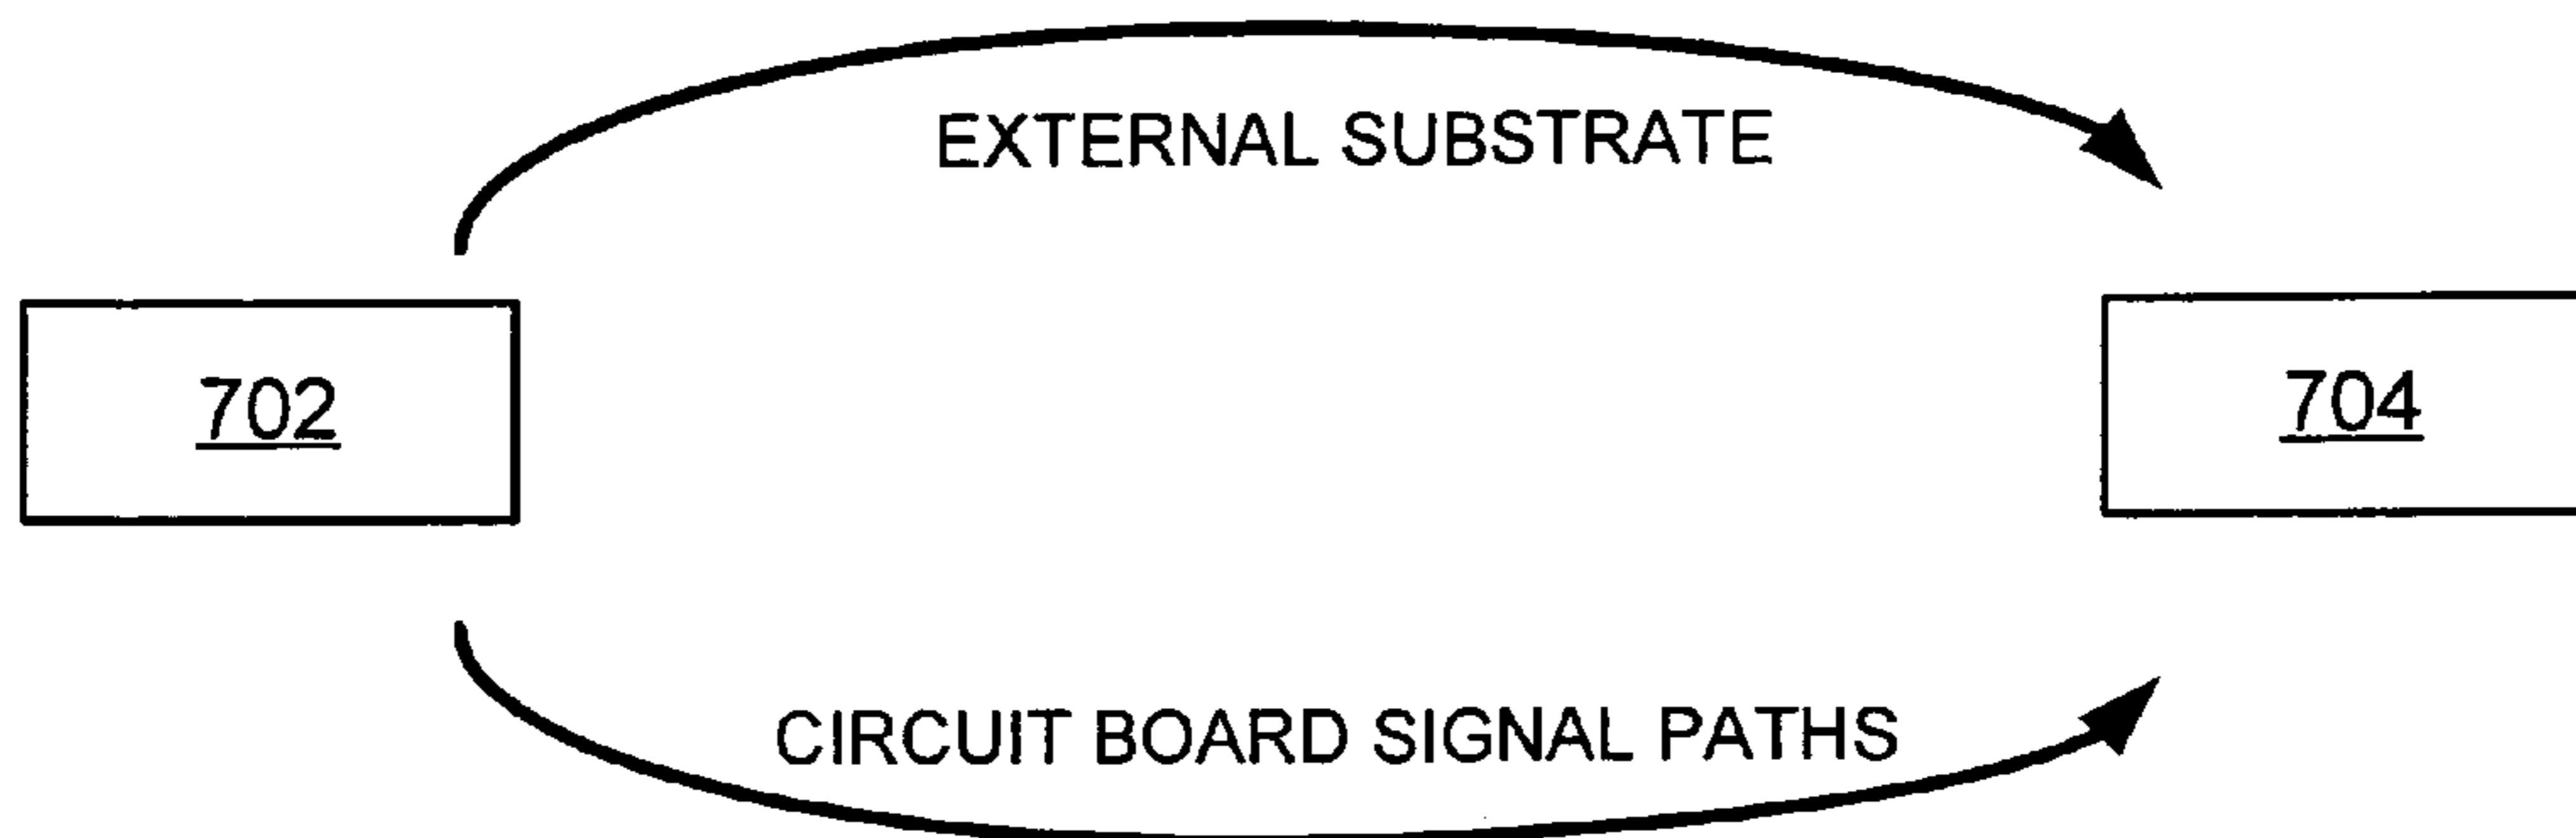 EXTERNAL SUBSTRATE
702
704
CIRCUIT BOARD SIGNAL PATHS